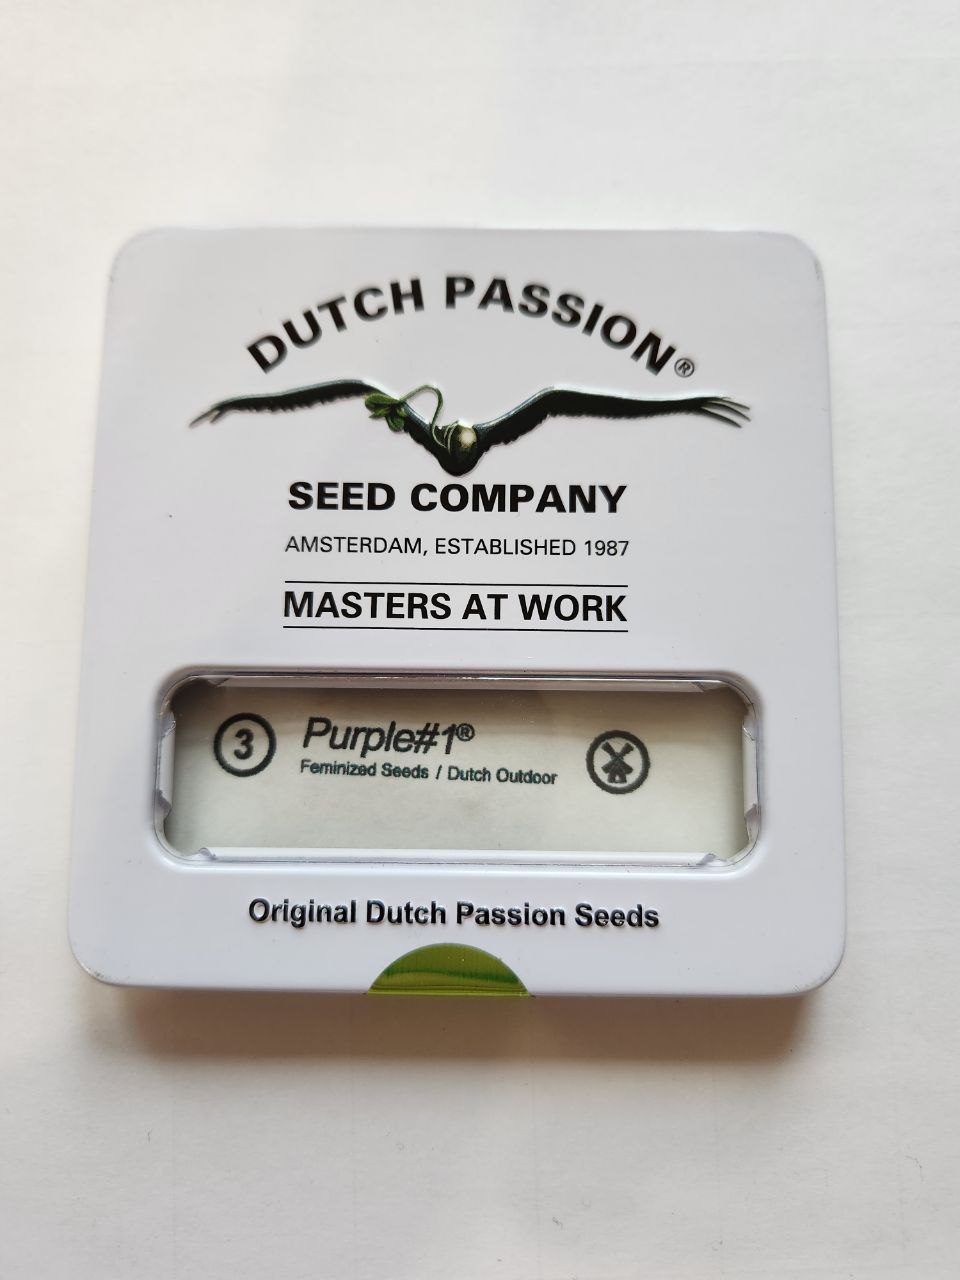 DUTCH PASSION®
SEED COMPANY
AMSTERDAM, ESTABLISHED 1987
MASTERS AT WORK
3 Purple#1®
Feminized Seeds / Dutch Outdoor
Original Dutch Passion Seeds